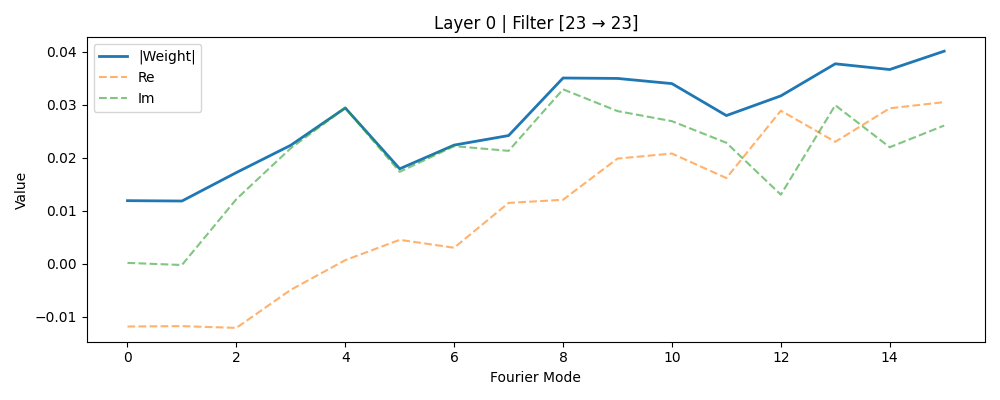 Layer 0 | Filter [23 → 23]
|Weight|
Re
Im
Value
0.04
0.03
0.02
0.01
0.00
−0.01
0 2 4 6 8 10 12 14
Fourier Mode